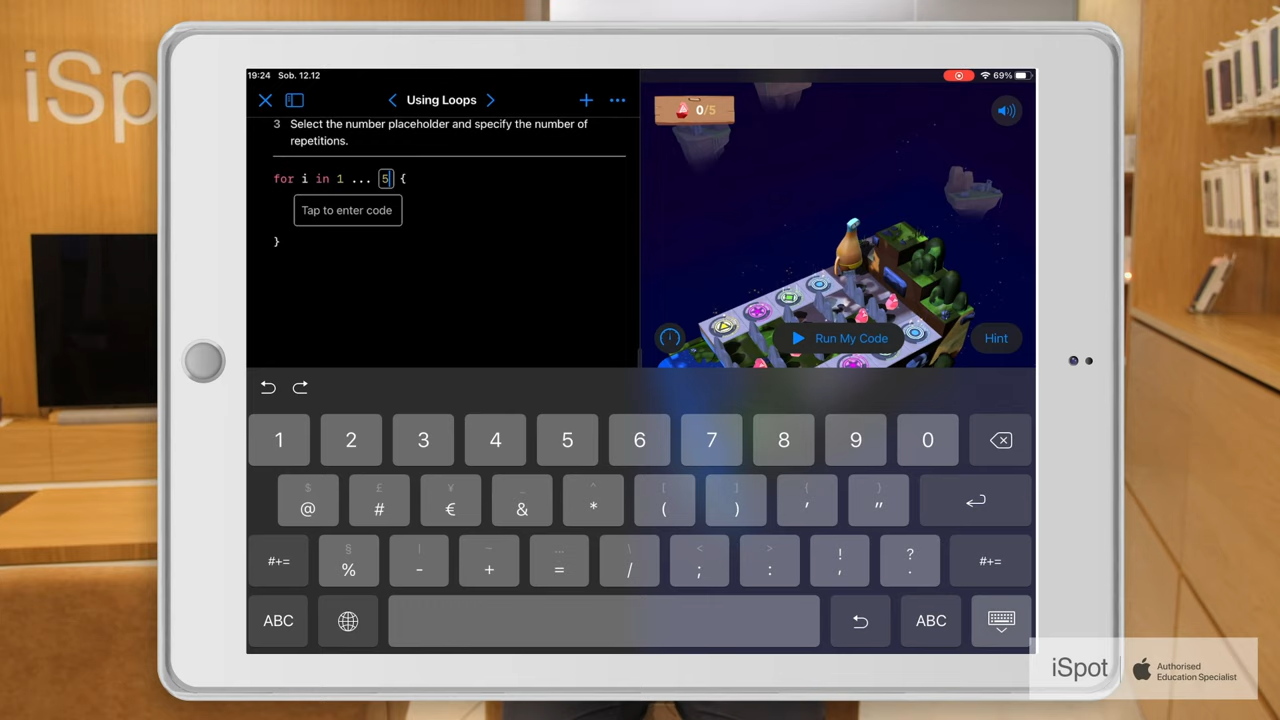 iSp
19:24 Sob. 12.12
69%
Using Loops
3 Select the number placeholder and specify the number of
repetitions.
for i in 1 ... 5 {
Tap to enter code
}
0/5
Run My Code
Hint
1 2 3 4 5 6 7 8 9 0
$ £ ¥ _ ^ [ ] { }
@ # € & * ( ) ' "
#+= § | ~ … \ < > ! ? #+=
% - + = / ; : , .
ABC ABC
iSpot
Authorised
Education Specialist